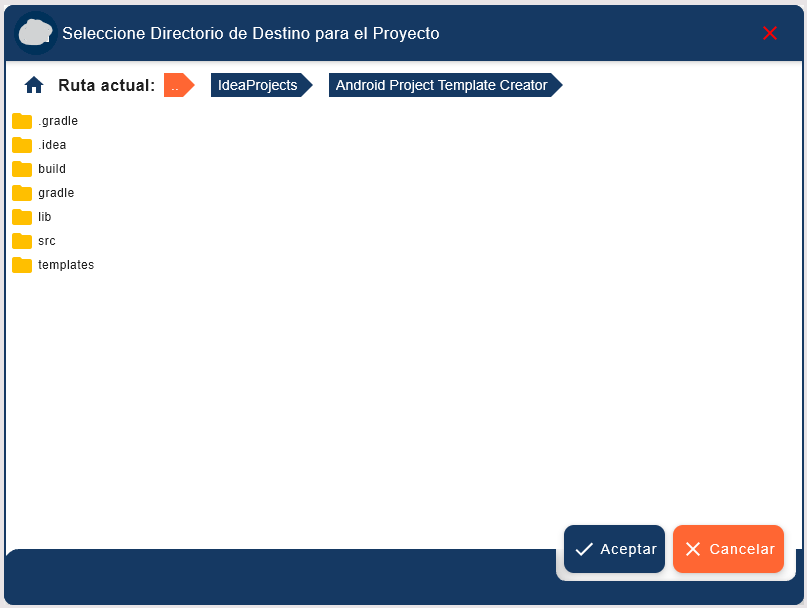 Seleccione Directorio de Destino para el Proyecto
Ruta actual: .. IdeaProjects Android Project Template Creator
.gradle
.idea
build
gradle
lib
src
templates
Aceptar Cancelar